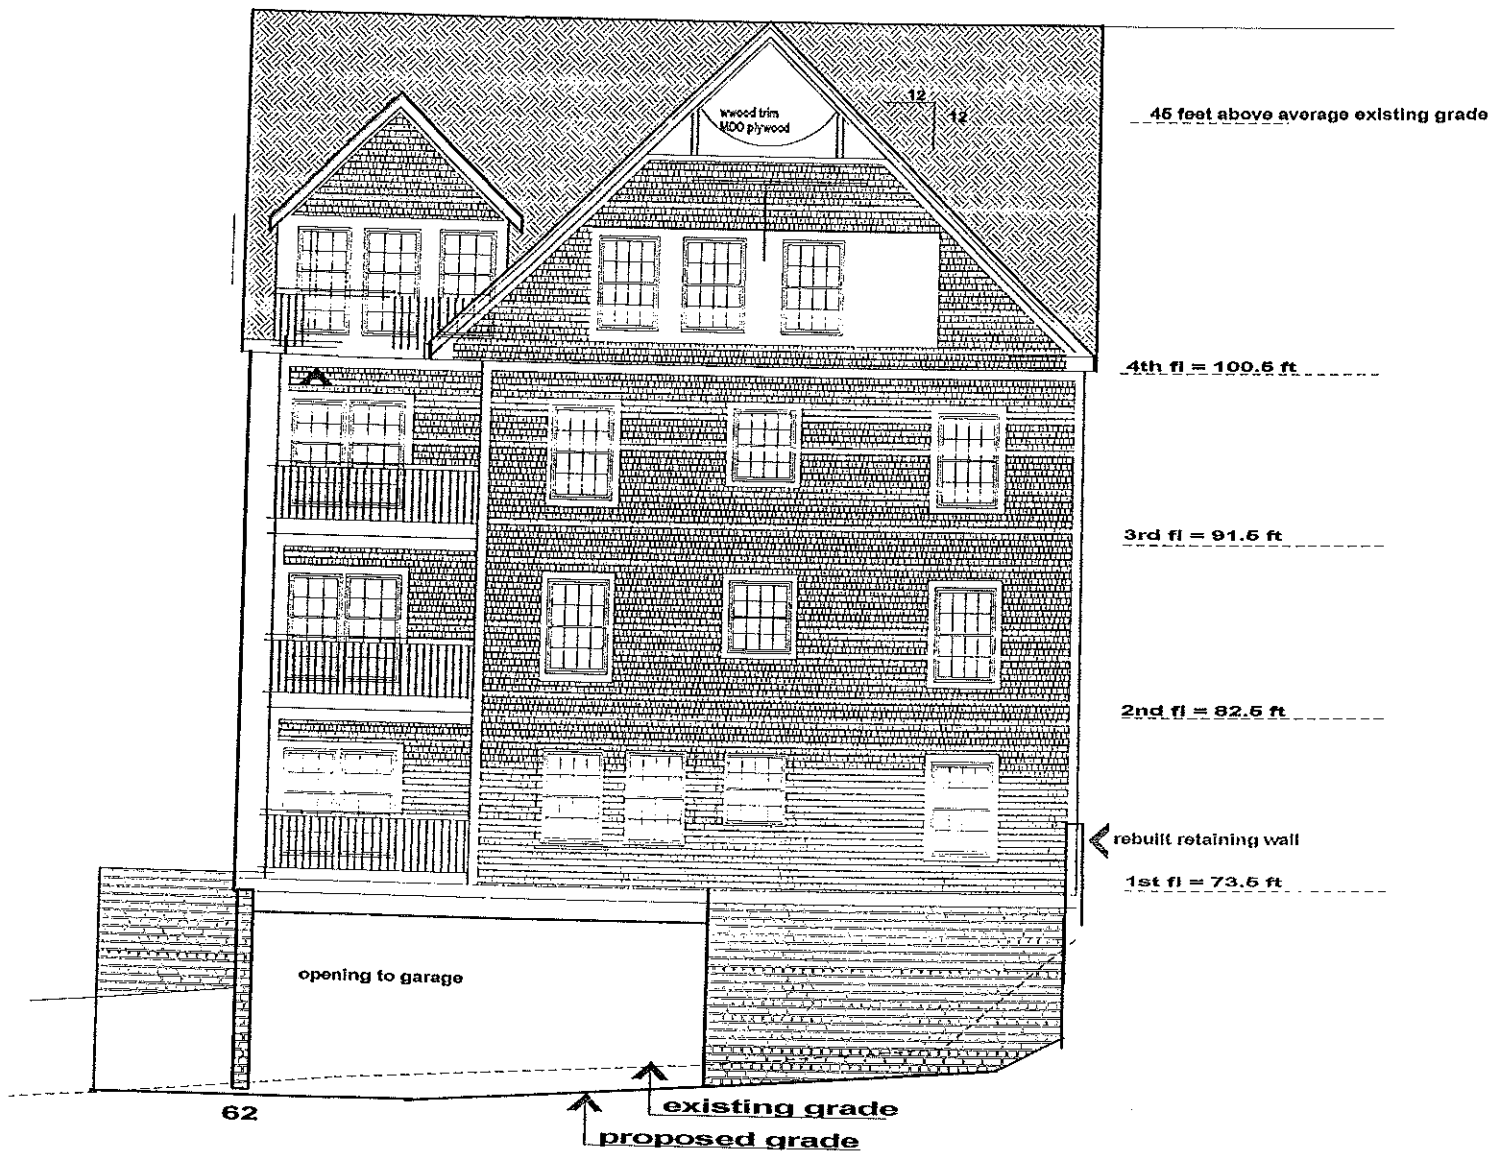 wwood trim
MDO plywood
12
12
45 feet above average existing grade
4th fl = 100.5 ft
3rd fl = 91.5 ft
2nd fl = 82.5 ft
rebuilt retaining wall
1st fl = 73.5 ft
opening to garage
62
existing grade
proposed grade